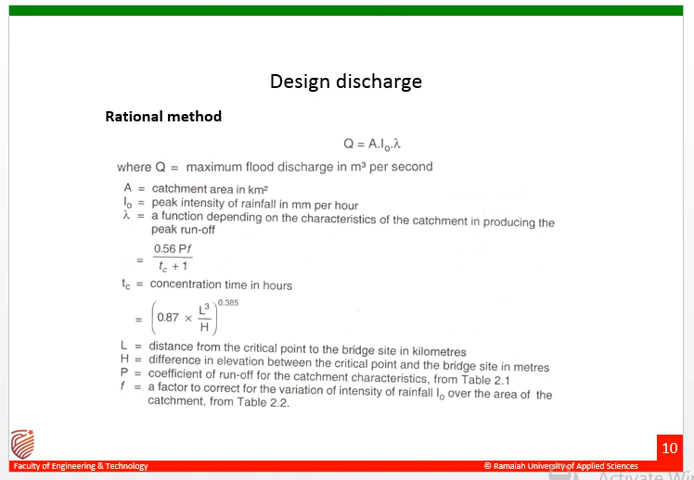 Design discharge
Rational method
Q = A.Iₒ.λ
where Q = maximum flood discharge in m³ per second
A = catchment area in km²
Iₒ = peak intensity of rainfall in mm per hour
λ = a function depending on the characteristics of the catchment in producing the
peak run-off
= 0.56 Pf / (t꜀ + 1)
t꜀ = concentration time in hours
= (0.87 × L³/H)^0.385
L = distance from the critical point to the bridge site in kilometres
H = difference in elevation between the critical point and the bridge site in metres
P = coefficient of run-off for the catchment characteristics, from Table 2.1
f = a factor to correct for the variation of intensity of rainfall Iₒ over the area of the
catchment, from Table 2.2.
10
Faculty of Engineering & Technology
© Ramaiah University of Applied Sciences
Activate Win